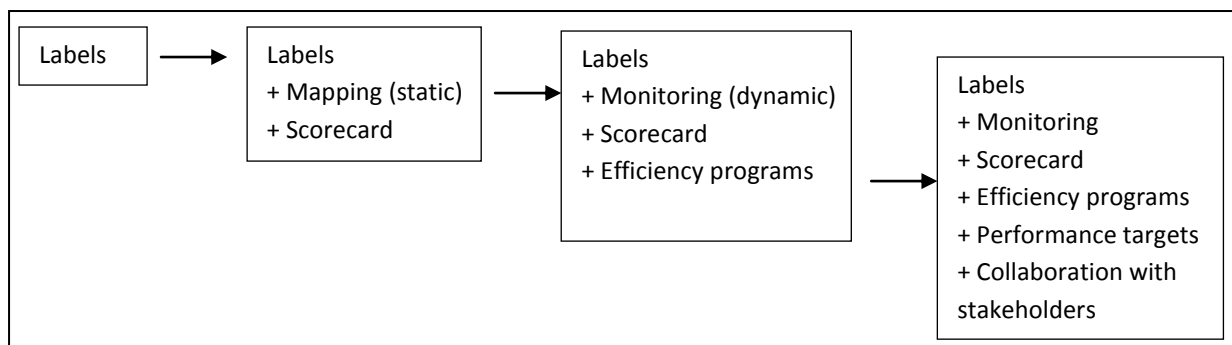 Labels
Labels
+ Mapping (static)
+ Scorecard
Labels
+ Monitoring (dynamic)
+ Scorecard
+ Efficiency programs
Labels
+ Monitoring
+ Scorecard
+ Efficiency programs
+ Performance targets
+ Collaboration with
stakeholders